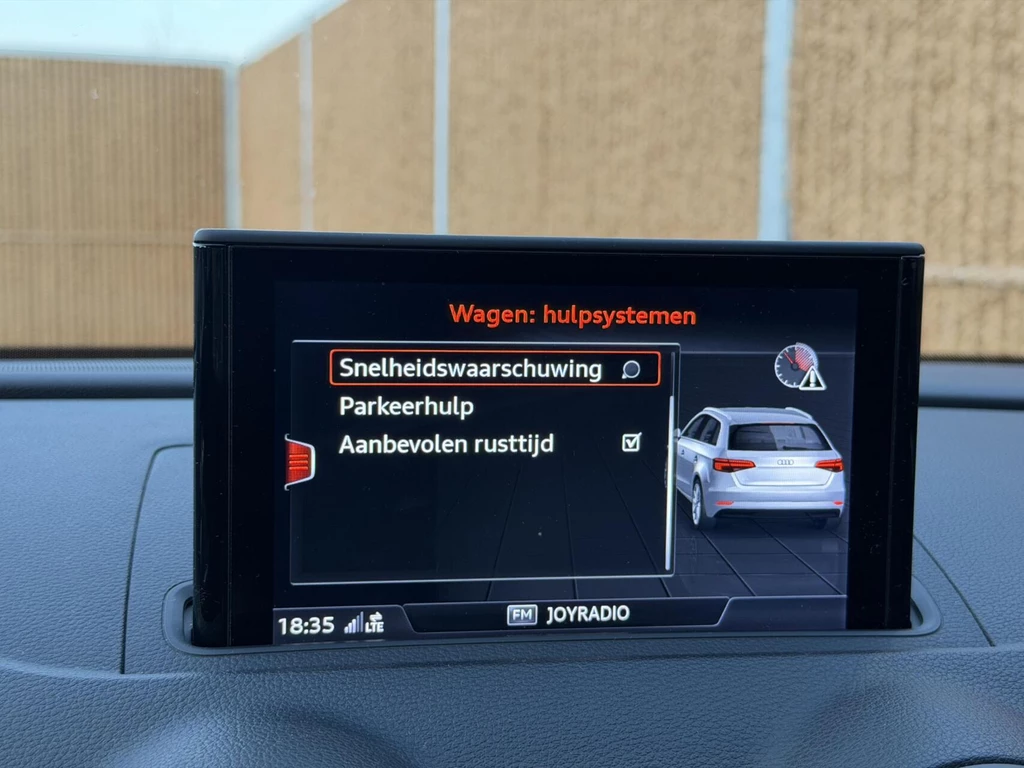 Wagen: hulpsystemen
Snelheidswaarschuwing
Parkeerhulp
Aanbevolen rusttijd
18:35 LTE FM JOYRADIO